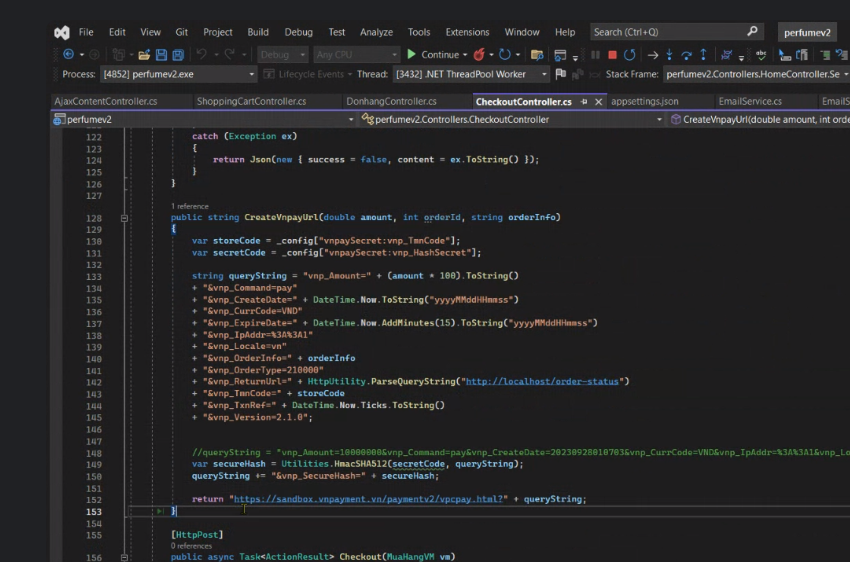 File Edit View Git Project Build Debug Test Analyze Tools Extensions Window Help Search (Ctrl+Q) perfumev2
Debug Any CPU Continue
Process: [4852] perfumev2.exe Lifecycle Events Thread: [3432] .NET ThreadPool Worker Stack Frame: perfumev2.Controllers.HomeController.Se
AjaxContentController.cs ShoppingCartController.cs DonhangController.cs CheckoutController.cs appsettings.json EmailService.cs EmailS
perfumev2 perfumev2.Controllers.CheckoutController CreateVnpayUrl(double amount, int orde
122 catch (Exception ex)
123 {
124 return Json(new { success = false, content = ex.ToString() });
125 }
126 }
127
1 reference
128 public string CreateVnpayUrl(double amount, int orderId, string orderInfo)
129 {
130 var storeCode = _config["vnpaySecret:vnp_TmnCode"];
131 var secretCode = _config["vnpaySecret:vnp_HashSecret"];
132
133 string queryString = "vnp_Amount=" + (amount * 100).ToString()
134 + "&vnp_Command=pay"
135 + "&vnp_CreateDate=" + DateTime.Now.ToString("yyyyMMddHHmmss")
136 + "&vnp_CurrCode=VND"
137 + "&vnp_ExpireDate=" + DateTime.Now.AddMinutes(15).ToString("yyyyMMddHHmmss")
138 + "&vnp_IpAddr=%3A%3A1"
139 + "&vnp_Locale=vn"
140 + "&vnp_OrderInfo=" + orderInfo
141 + "&vnp_OrderType=210000"
142 + "&vnp_ReturnUrl=" + HttpUtility.ParseQueryString("http://localhost/order-status")
143 + "&vnp_TmnCode=" + storeCode
144 + "&vnp_TxnRef=" + DateTime.Now.Ticks.ToString()
145 + "&vnp_Version=2.1.0";
146
147
148 //queryString = "vnp_Amount=10000000&vnp_Command=pay&vnp_CreateDate=20230928010703&vnp_CurrCode=VND&vnp_IpAddr=%3A%3A1&vnp_Lo
149 var secureHash = Utilities.HmacSHA512(secretCode, queryString);
150 queryString += "&vnp_SecureHash=" + secureHash;
151
152 return "https://sandbox.vnpayment.vn/paymentv2/vpcpay.html?" + queryString;
153 }
154
155 [HttpPost]
0 references
156 public async Task<ActionResult> Checkout(MuaHangVM vm)